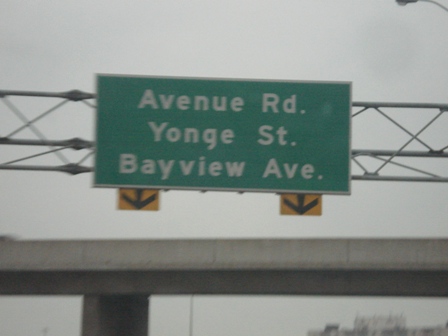 Avenue Rd.
Yonge St.
Bayview Ave.